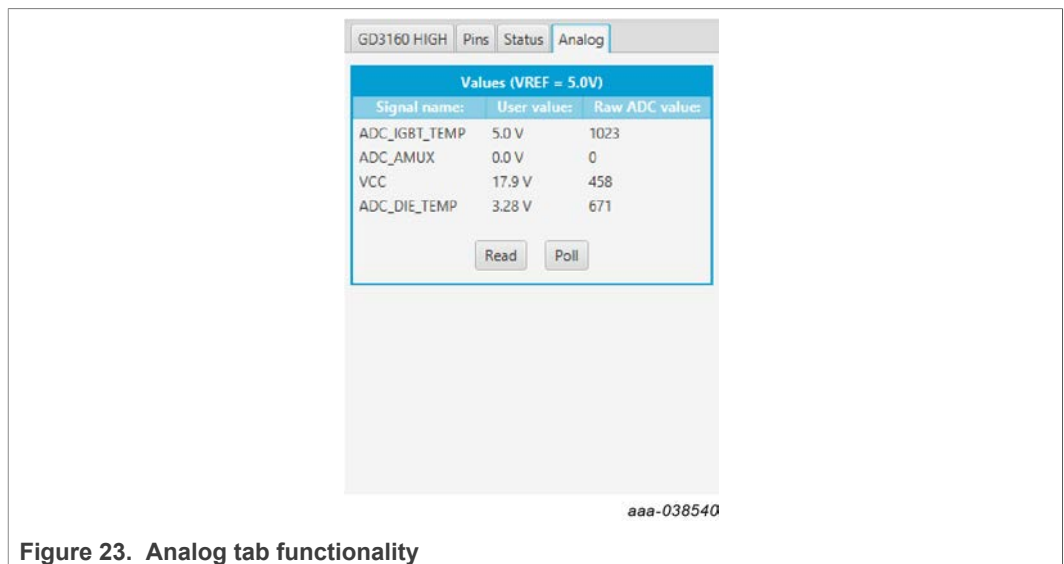 GD3160 HIGH Pins Status Analog
Values (VREF = 5.0V)
Signal name: User value: Raw ADC value:
ADC_IGBT_TEMP 5.0 V 1023
ADC_AMUX 0.0 V 0
VCC 17.9 V 458
ADC_DIE_TEMP 3.28 V 671
Read Poll
aaa-038540
Figure 23. Analog tab functionality